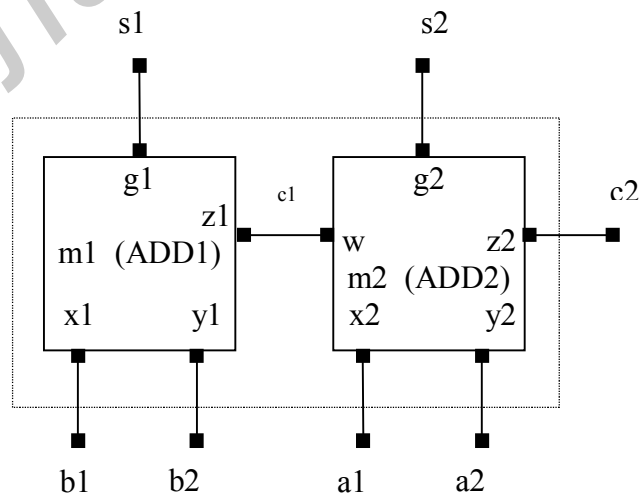 s1 s2
g1 c1 g2 c2
z1 w z2
m1 (ADD1) m2 (ADD2)
x1 y1 x2 y2
b1 b2 a1 a2